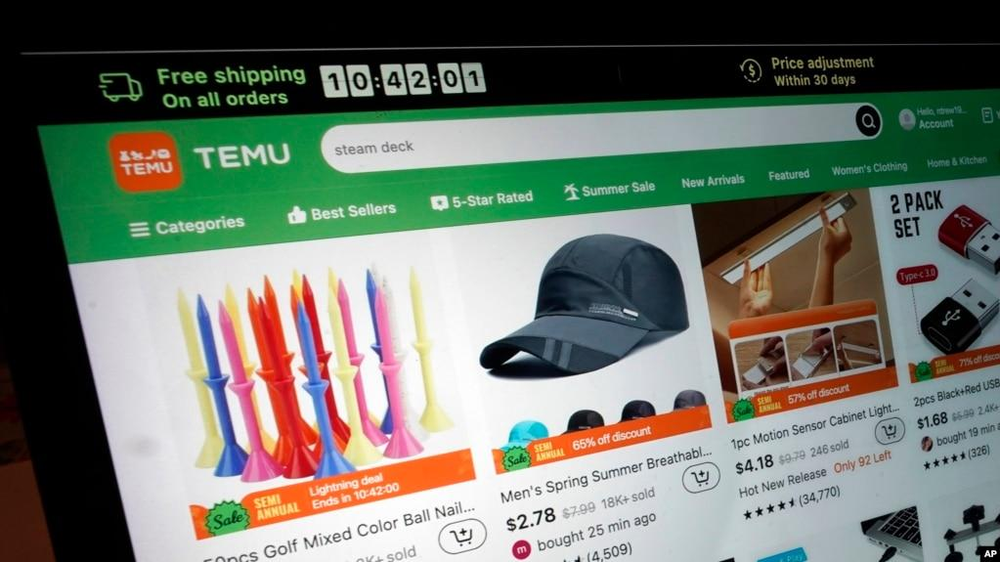 Free shipping
On all orders
10:42:01
Price adjustment
Within 30 days
TEMU
TEMU
steam deck
Hello, rdrew19...
Account
Categories
Best Sellers
5-Star Rated
Summer Sale
New Arrivals
Featured
Women's Clothing
Home & Kitchen
Sale
SEMI
ANNUAL
Lightning deal
Ends in 10:42:00
50pcs Golf Mixed Color Ball Nail...
sold
Sale
SEMI
ANNUAL
65% off discount
Men's Spring Summer Breathabl...
$2.78 $7.99 18K+ sold
m bought 25 min ago
(4,509)
Sale
SEMI
ANNUAL
57% off discount
1pc Motion Sensor Cabinet Light...
$4.18 $9.79 246 sold
Hot New Release Only 92 Left
(34,770)
2 PACK
SET
Type-c 3.0
Sale
SEMI
ANNUAL
71% off disc
2pcs Black+Red USB
$1.68 $5.99 2.4K+
bought 19 min a
(326)
AP